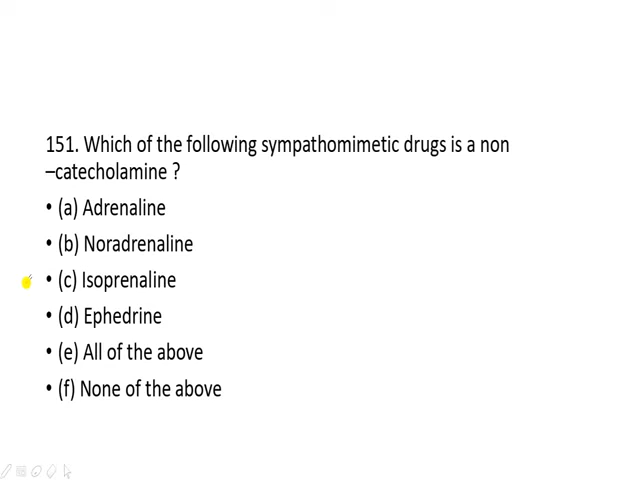 151. Which of the following sympathomimetic drugs is a non
–catecholamine ?
• (a) Adrenaline
• (b) Noradrenaline
• (c) Isoprenaline
• (d) Ephedrine
• (e) All of the above
• (f) None of the above